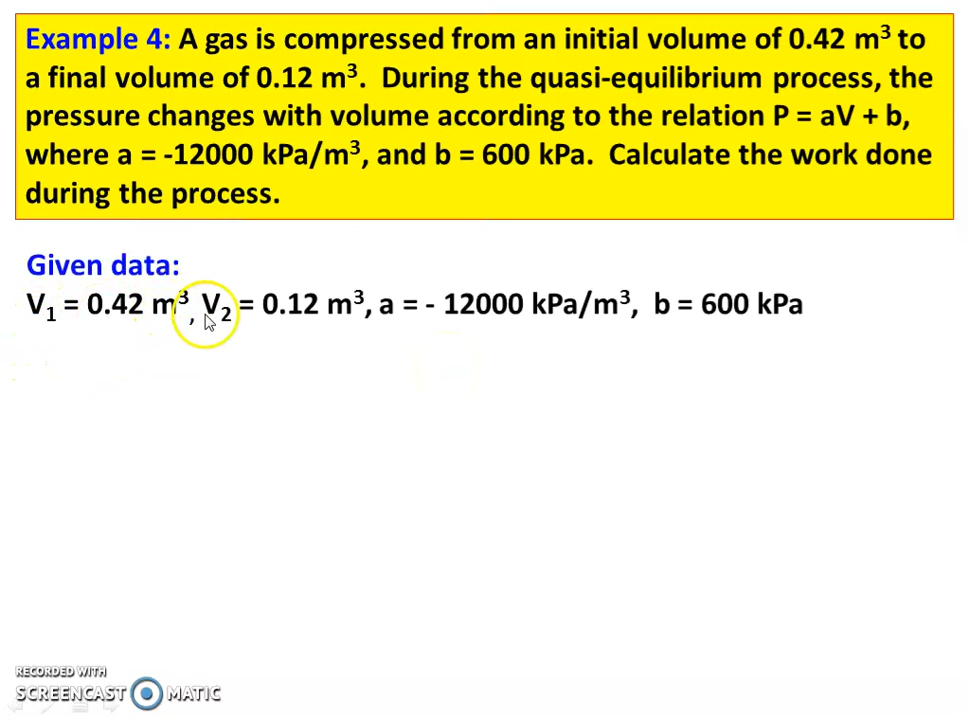 Example 4: A gas is compressed from an initial volume of 0.42 m³ to
a final volume of 0.12 m³. During the quasi-equilibrium process, the
pressure changes with volume according to the relation P = aV + b,
where a = -12000 kPa/m³, and b = 600 kPa. Calculate the work done
during the process.
Given data:
V₁ = 0.42 m³, V₂ = 0.12 m³, a = - 12000 kPa/m³, b = 600 kPa
RECORDED WITH
SCREENCAST MATIC